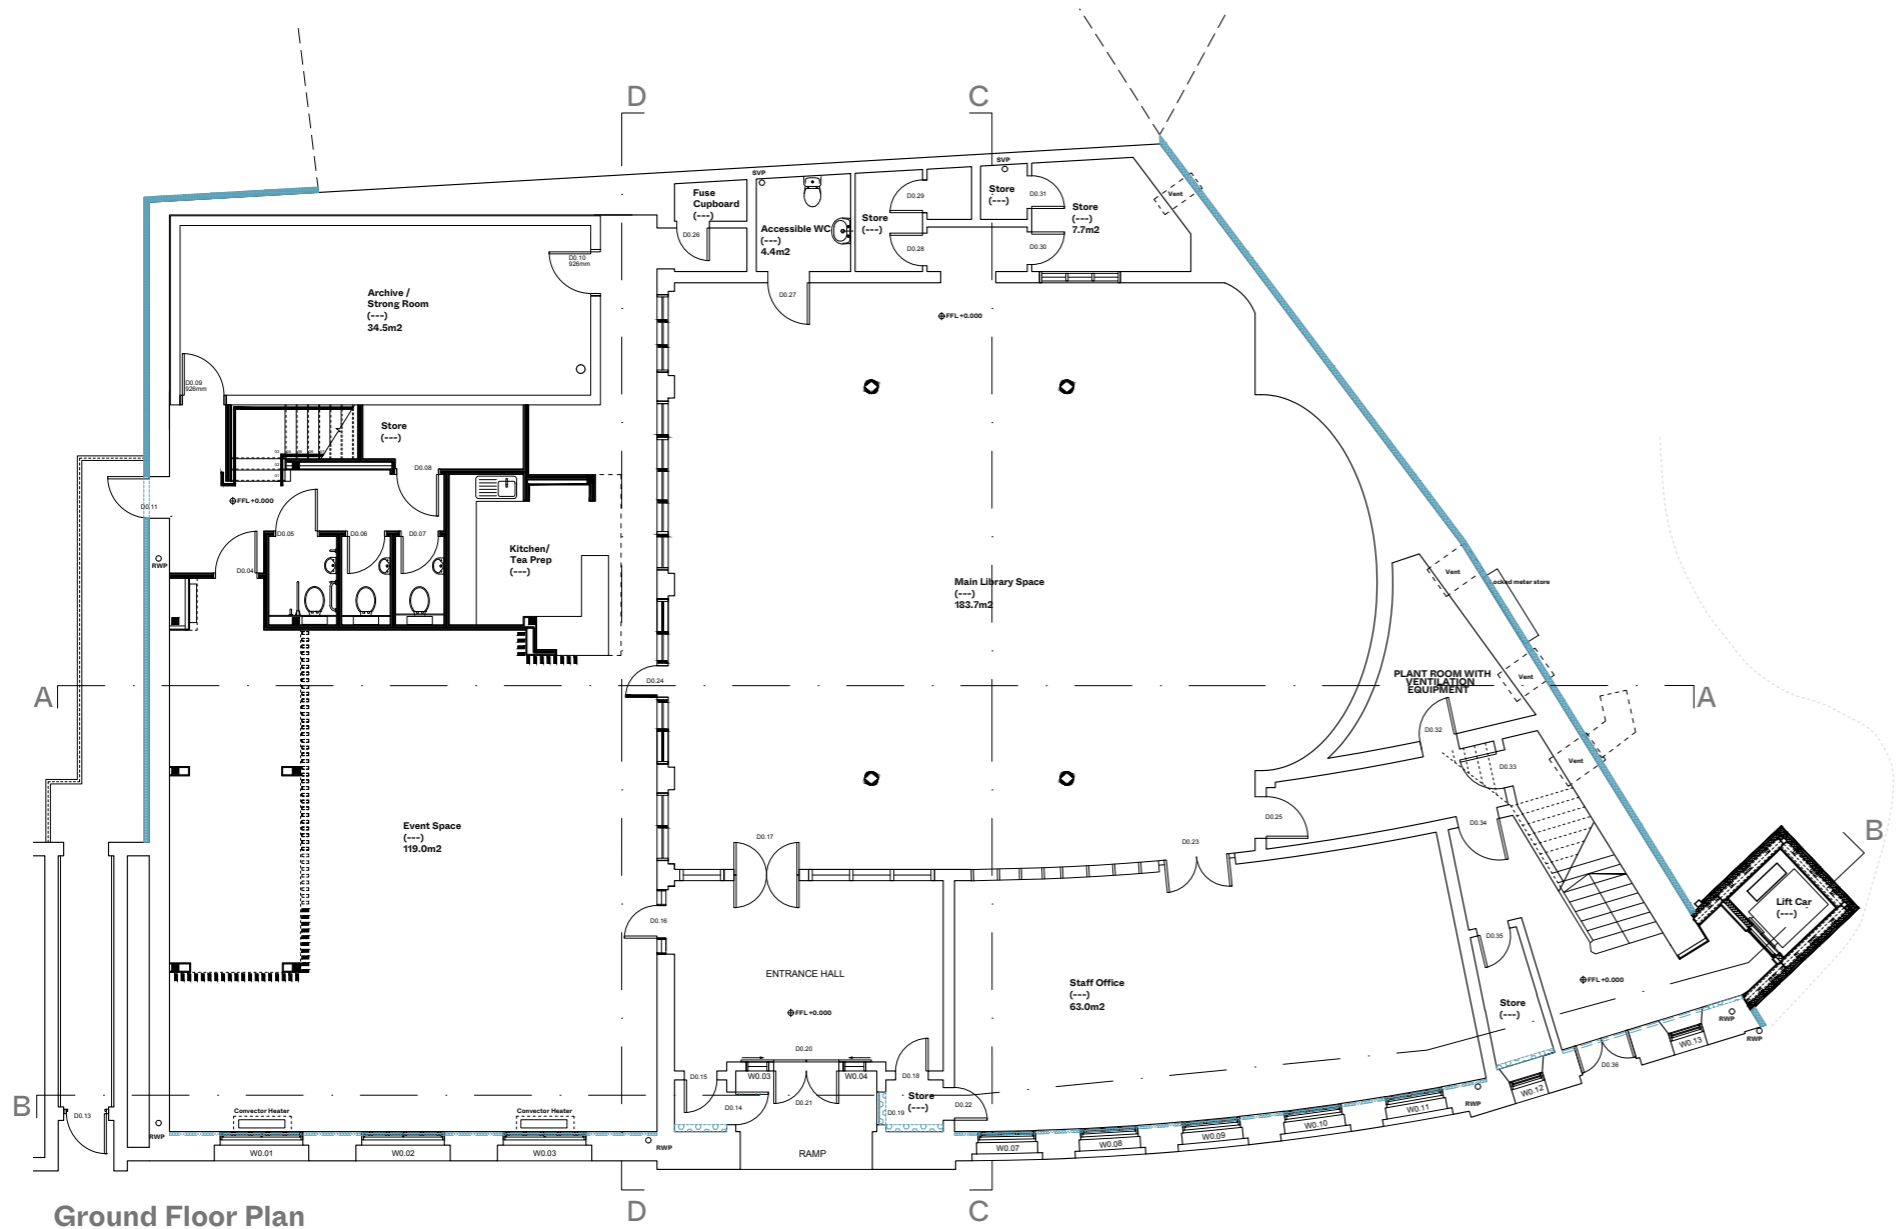 D
C
SVP
SVP
Fuse
Cupboard
(---)
D0.26
Accessible WC
(---)
4.4m2
D0.29
Store
(---)
D0.28
Store
(---)
D0.31
Store
(---)
7.7m2
D0.30
Vent
D0.10
926mm
Archive /
Strong Room
(---)
34.5m2
D0.27
FFL +0.000
D0.09
926mm
Store
(---)
D0.08
FFL +0.000
D0.11
D0.05
D0.06
D0.07
RWP
D0.04
Kitchen/
Tea Prep
(---)
Main Library Space
(---)
183.7m2
Vent
Locked meter store
A
D0.24
PLANT ROOM WITH
VENTILATION
EQUIPMENT
Vent
A
D0.32
D0.33
Vent
Event Space
(---)
119.0m2
D0.17
D0.25
D0.34
D0.23
B
D0.16
Lift Car
(---)
D0.35
ENTRANCE HALL
Staff Office
(---)
63.0m2
FFL +0.000
Store
(---)
FFL +0.000
RWP
RWP
D0.20
W0.03
W0.04
D0.15
D0.18
W0.13
D0.36
B
D0.13
RWP
Convector Heater
Convector Heater
D0.14
D0.21
D0.19
Store
(---)
D0.22
RWP
W0.12
W0.11
W0.10
W0.09
W0.08
W0.07
W0.01
W0.02
W0.03
RWP
RAMP
D
C
Ground Floor Plan